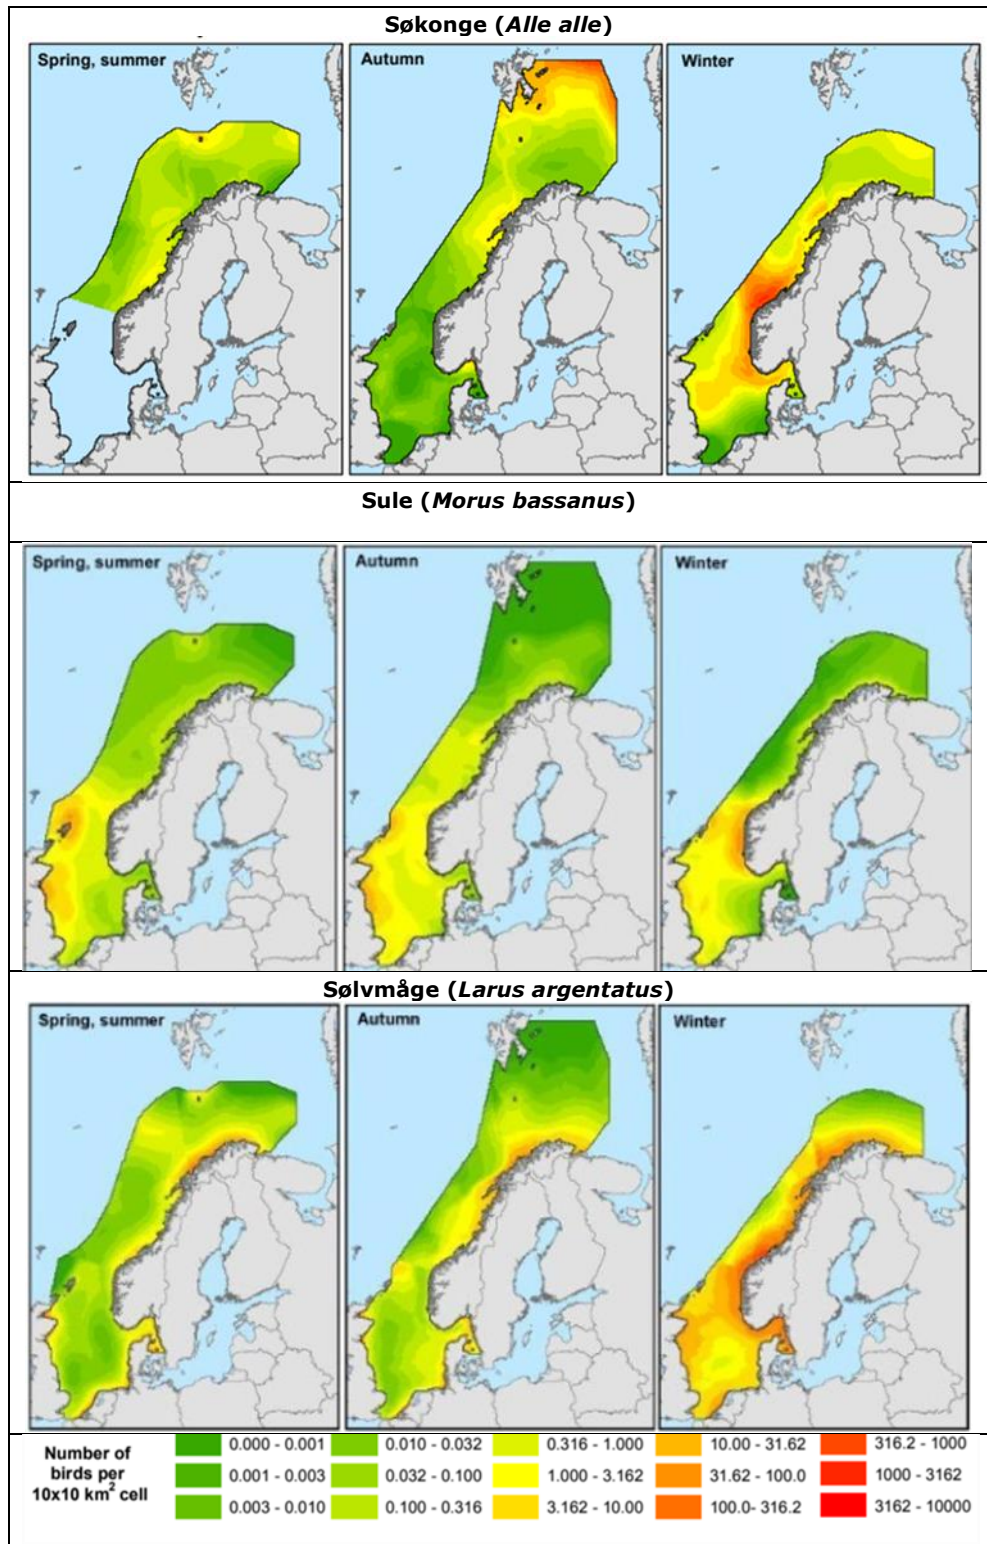 Søkonge (Alle alle)
Spring, summer
Autumn
Winter
Sule (Morus bassanus)
Spring, summer
Autumn
Winter
Sølvmåge (Larus argentatus)
Spring, summer
Autumn
Winter
Number of
birds per
10x10 km² cell
0.000 - 0.001
0.010 - 0.032
0.316 - 1.000
10.00 - 31.62
316.2 - 1000
0.001 - 0.003
0.032 - 0.100
1.000 - 3.162
31.62 - 100.0
1000 - 3162
0.003 - 0.010
0.100 - 0.316
3.162 - 10.00
100.0- 316.2
3162 - 10000